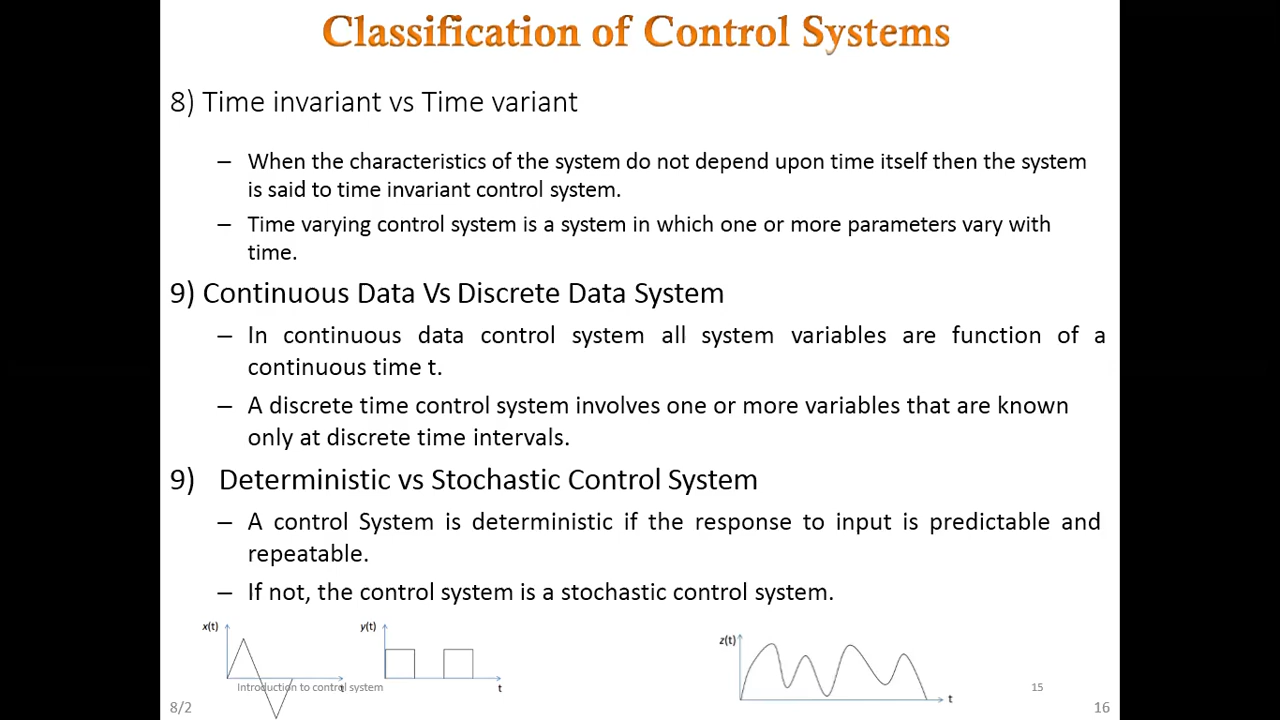 Classification of Control Systems
8) Time invariant vs Time variant
– When the characteristics of the system do not depend upon time itself then the system
is said to time invariant control system.
– Time varying control system is a system in which one or more parameters vary with
time.
9) Continuous Data Vs Discrete Data System
– In continuous data control system all system variables are function of a
continuous time t.
– A discrete time control system involves one or more variables that are known
only at discrete time intervals.
9) Deterministic vs Stochastic Control System
– A control System is deterministic if the response to input is predictable and
repeatable.
– If not, the control system is a stochastic control system.
x(t) y(t) z(t)
t t t
Introduction to control system 15
8/2 16